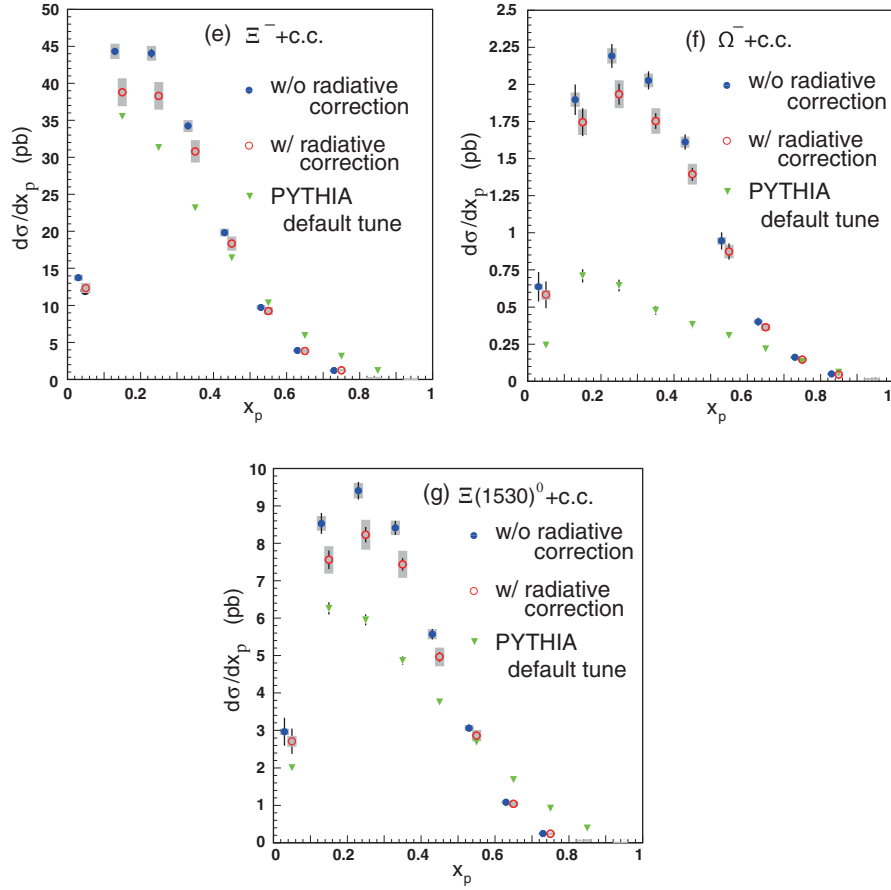 (e) Ξ⁻+c.c.
w/o radiative
correction
w/ radiative
correction
PYTHIA
default tune
dσ/dx_p (pb)
50
45
40
35
30
25
20
15
10
5
0
0 0.2 0.4 0.6 0.8 1
x_p
(f) Ω⁻+c.c.
w/o radiative
correction
w/ radiative
correction
PYTHIA
default tune
dσ/dx_p (pb)
2.5
2.25
2
1.75
1.5
1.25
1
0.75
0.5
0.25
0
0 0.2 0.4 0.6 0.8 1
x_p
(g) Ξ(1530)⁰+c.c.
w/o radiative
correction
w/ radiative
correction
PYTHIA
default tune
dσ/dx_p (pb)
10
9
8
7
6
5
4
3
2
1
0
0 0.2 0.4 0.6 0.8 1
x_p